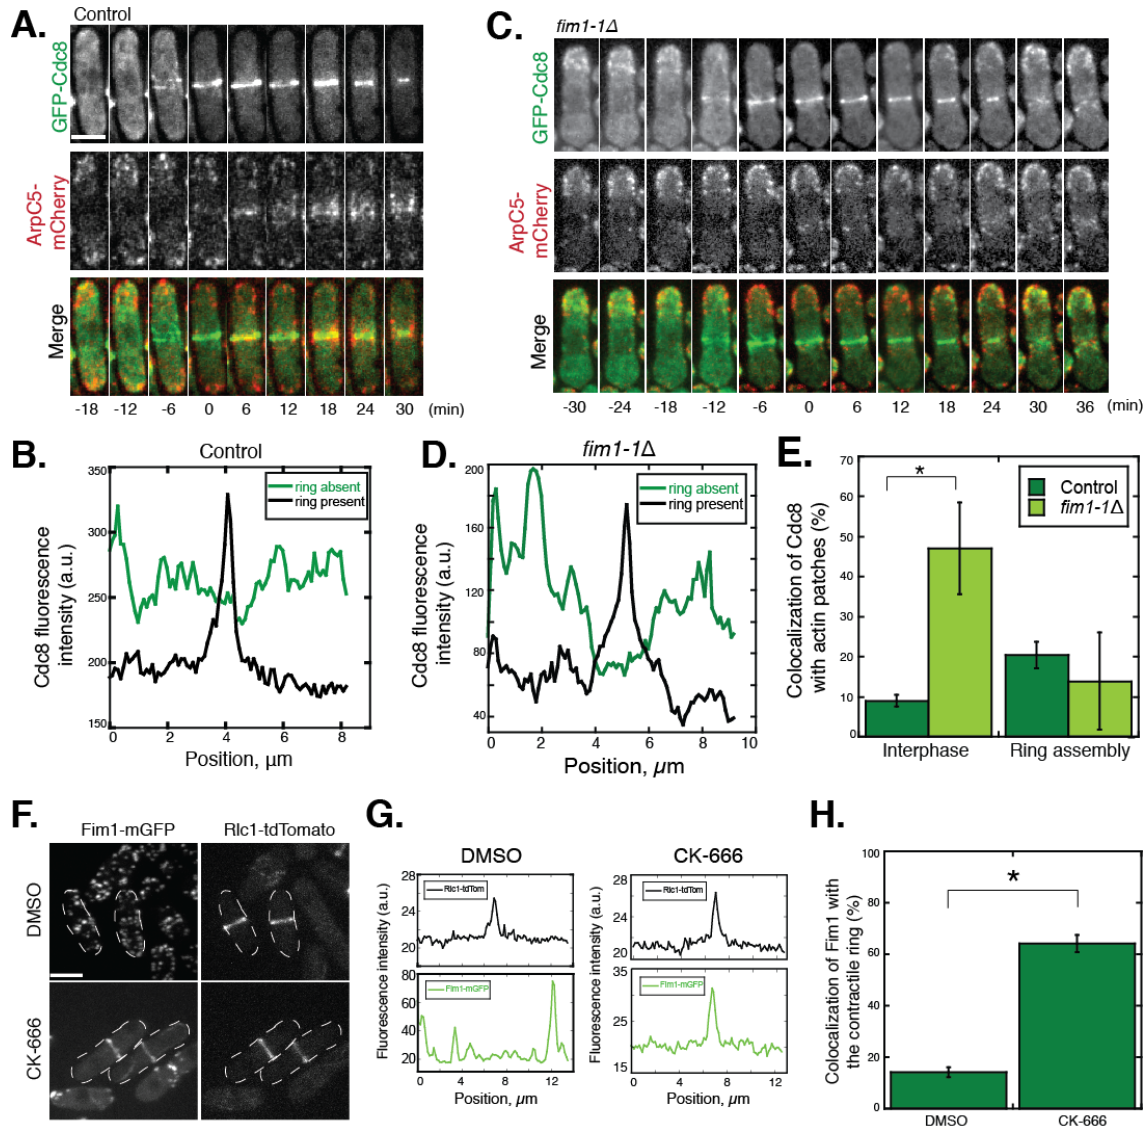 A.
Control
GFP-Cdc8
ArpC5-
mCherry
Merge
-18 -12 -6 0 6 12 18 24 30 (min)
C.
fim1-1Δ
GFP-Cdc8
ArpC5-
mCherry
Merge
-30 -24 -18 -12 -6 0 6 12 18 24 30 36 (min)
B.
Control
ring absent
ring present
Cdc8 fluorescence
intensity (a.u.)
350
300
250
200
150
0 2 4 6 8
Position, µm
D.
fim1-1Δ
ring absent
ring present
Cdc8 fluorescence
intensity (a.u.)
200
160
120
80
40
0 2 4 6 8 10
Position, µm
E.
Control
fim1-1Δ
*
Colocalization of Cdc8
with actin patches (%)
70
60
50
40
30
20
10
0
Interphase Ring assembly
F.
Fim1-mGFP Rlc1-tdTomato
DMSO
CK-666
G.
DMSO
Fluorescence intensity (a.u.)
Rlc1-tdTom
28
24
20
Fim1-mGFP
80
60
40
20
0 4 8 12
Position, µm
CK-666
Fluorescence intensity (a.u.)
Rlc1-tdTom
28
24
20
Fim1-mGFP
35
25
15
0 4 8 12
Position, µm
H.
*
Colocalization of Fim1 with
the contractile ring (%)
100
80
60
40
20
0
DMSO CK-666